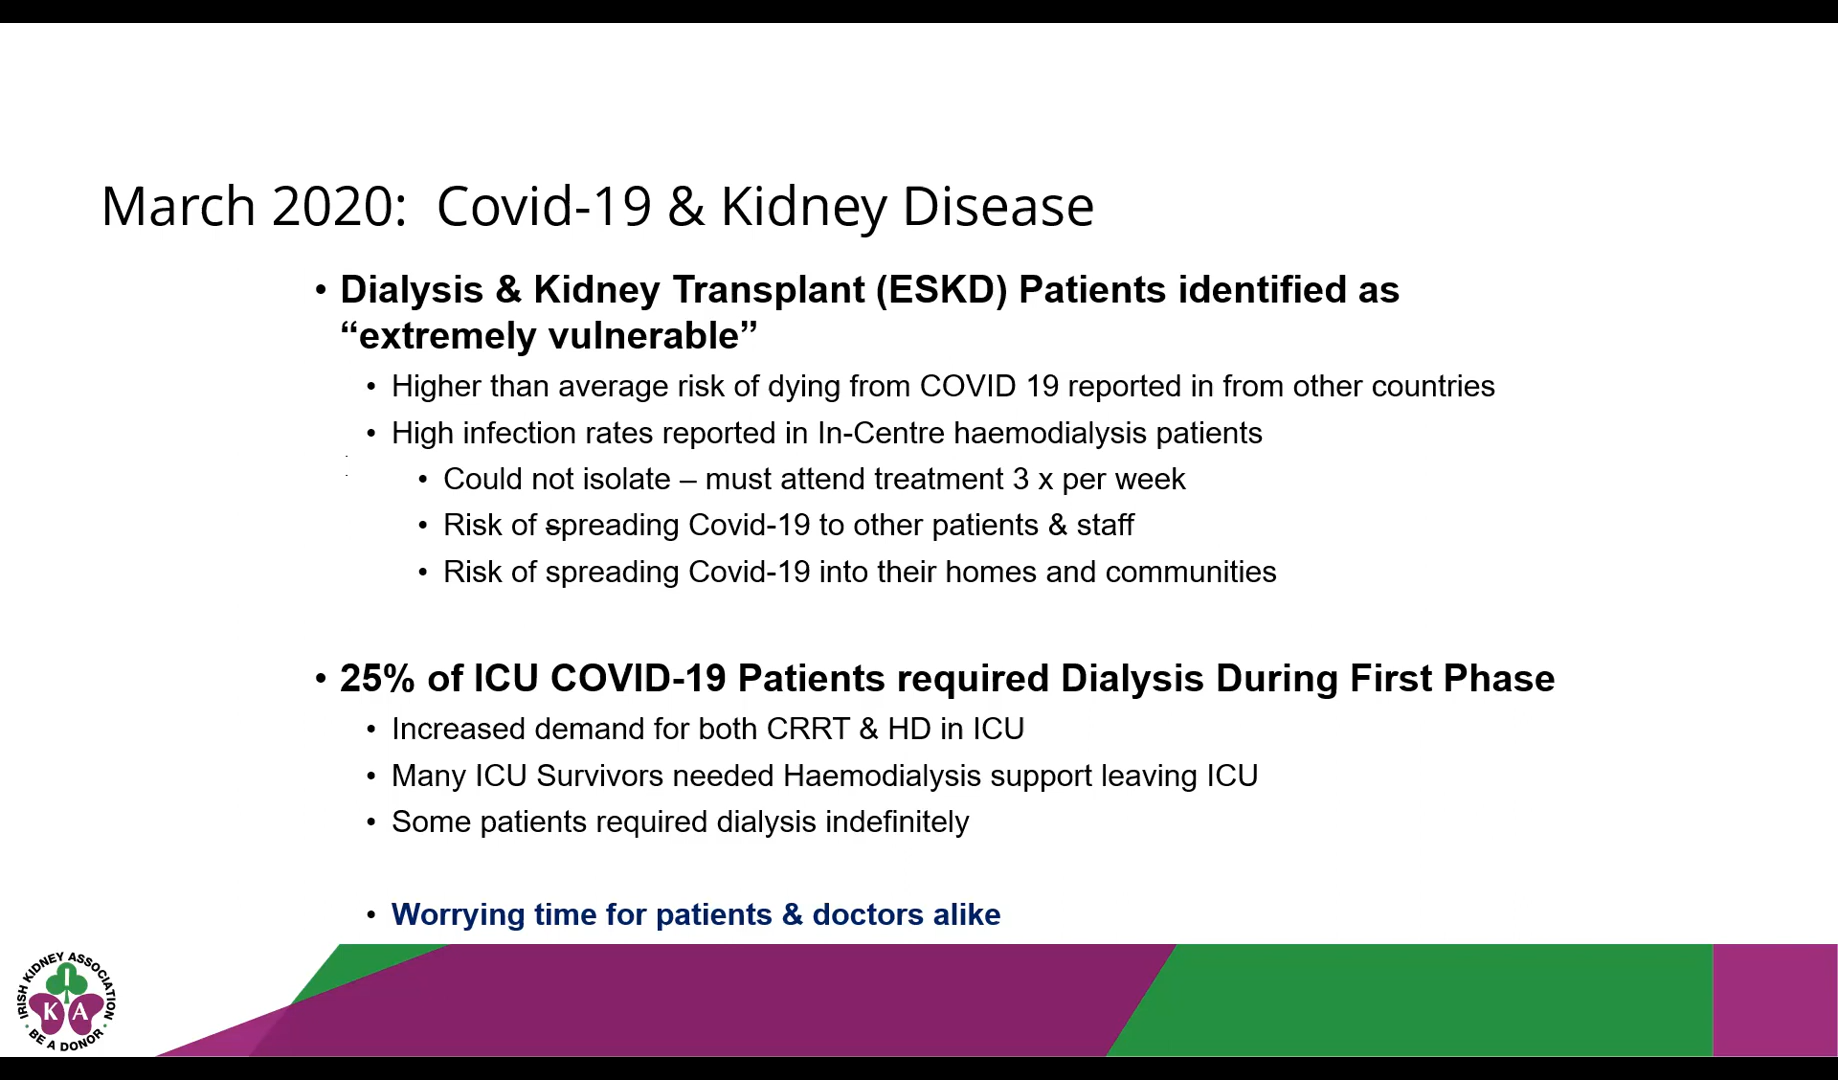 March 2020:  Covid-19 & Kidney Disease
• Dialysis & Kidney Transplant (ESKD) Patients identified as
“extremely vulnerable”
• Higher than average risk of dying from COVID 19 reported in from other countries
• High infection rates reported in In-Centre haemodialysis patients
• Could not isolate – must attend treatment 3 x per week
• Risk of spreading Covid-19 to other patients & staff
• Risk of spreading Covid-19 into their homes and communities
• 25% of ICU COVID-19 Patients required Dialysis During First Phase
• Increased demand for both CRRT & HD in ICU
• Many ICU Survivors needed Haemodialysis support leaving ICU
• Some patients required dialysis indefinitely
• Worrying time for patients & doctors alike
IRISH KIDNEY ASSOCIATION
I
K A
• BE A DONOR •